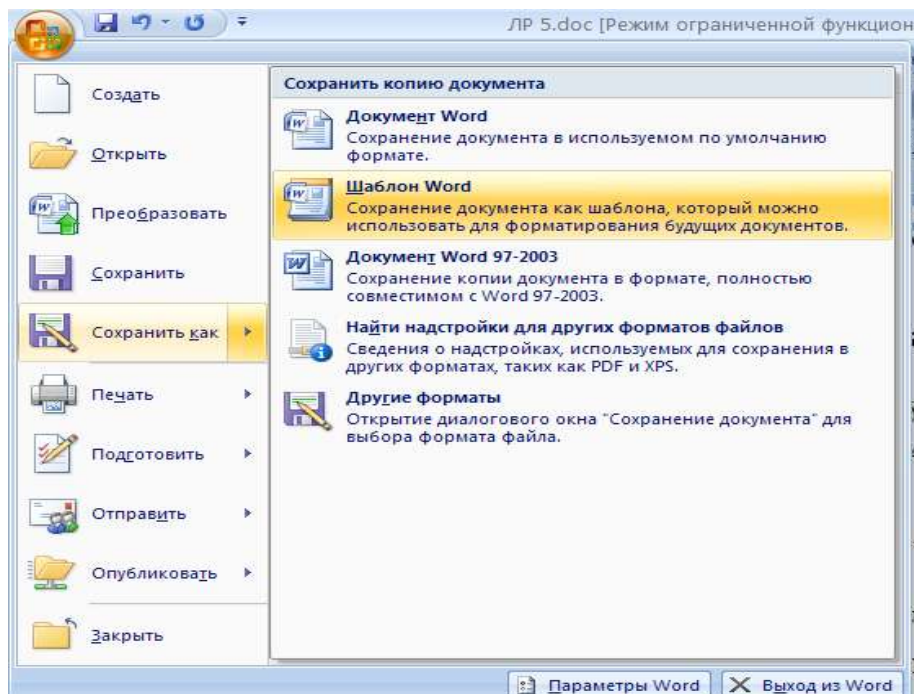 ЛР 5.doc [Режим ограниченной функцион
Создать
Открыть
Преобразовать
Сохранить
Сохранить как
Печать
Подготовить
Отправить
Опубликовать
Закрыть
Сохранить копию документа
Документ Word
Сохранение документа в используемом по умолчанию
формате.
Шаблон Word
Сохранение документа как шаблона, который можно
использовать для форматирования будущих документов.
Документ Word 97-2003
Сохранение копии документа в формате, полностью
совместимом с Word 97-2003.
Найти надстройки для других форматов файлов
Сведения о надстройках, используемых для сохранения в
других форматах, таких как PDF и XPS.
Другие форматы
Открытие диалогового окна "Сохранение документа" для
выбора формата файла.
Параметры Word
Выход из Word